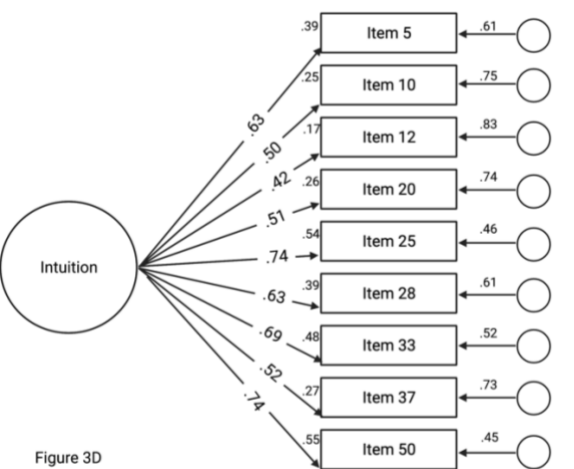 .39 Item 5 .61
.25 Item 10 .75
.63
.17 Item 12 .83
.50
.42 .26 Item 20 .74
.51
.54 Item 25 .46
.74
Intuition
.39 Item 28 .61
.63
.69 .48 Item 33 .52
.52 .27 Item 37 .73
.74
.55 Item 50 .45
Figure 3D